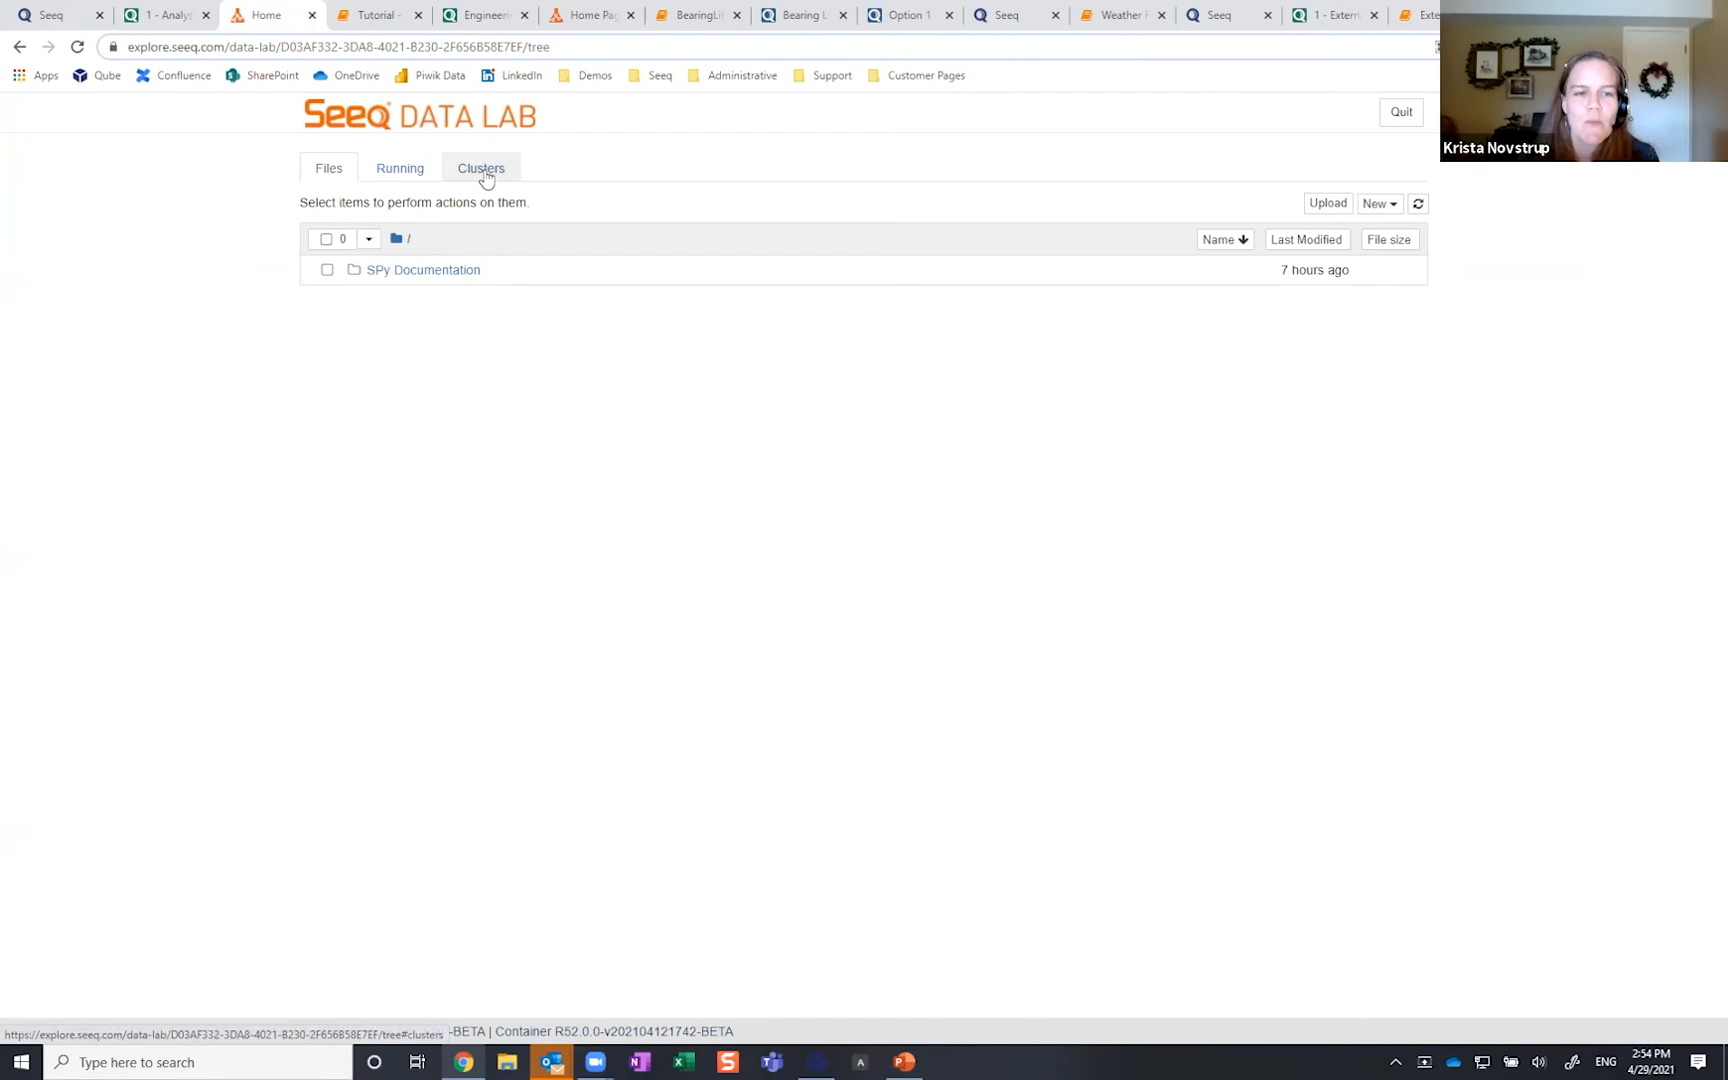 Seeq
1 - Analys
Home
Tutorial -
Engineeri
Home Pag
BearingLi
Bearing Li
Option 1
Seeq
Weather
Seeq
1 - Extern
Exte
explore.seeq.com/data-lab/D03AF332-3DA8-4021-B230-2F656B58E7EF/tree
Apps
Qube
Confluence
SharePoint
OneDrive
Piwik Data
LinkedIn
Demos
Seeq
Administrative
Support
Customer Pages
Krista Novstrup
Seeq DATA LAB
Quit
Files
Running
Clusters
Select items to perform actions on them.
Upload
New
0
/
Name
Last Modified
File size
SPy Documentation
7 hours ago
https://explore.seeq.com/data-lab/D03AF332-3DA8-4021-B230-2F656B58E7EF/tree#clusters
-BETA | Container R52.0.0-v202104121742-BETA
Type here to search
ENG
2:54 PM
4/29/2021